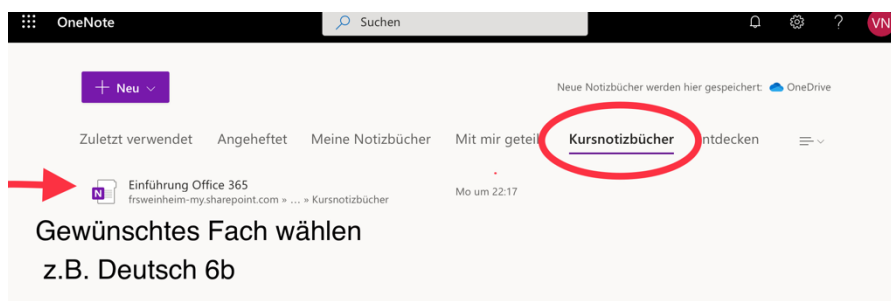 OneNote
Suchen
?
VN
+ Neu
Neue Notizbücher werden hier gespeichert: OneDrive
Zuletzt verwendet Angeheftet Meine Notizbücher Mit mir geteil Kursnotizbücher ntdecken
Einführung Office 365
Mo um 22:17
frsweinheim-my.sharepoint.com » ... » Kursnotizbücher
Gewünschtes Fach wählen
z.B. Deutsch 6b